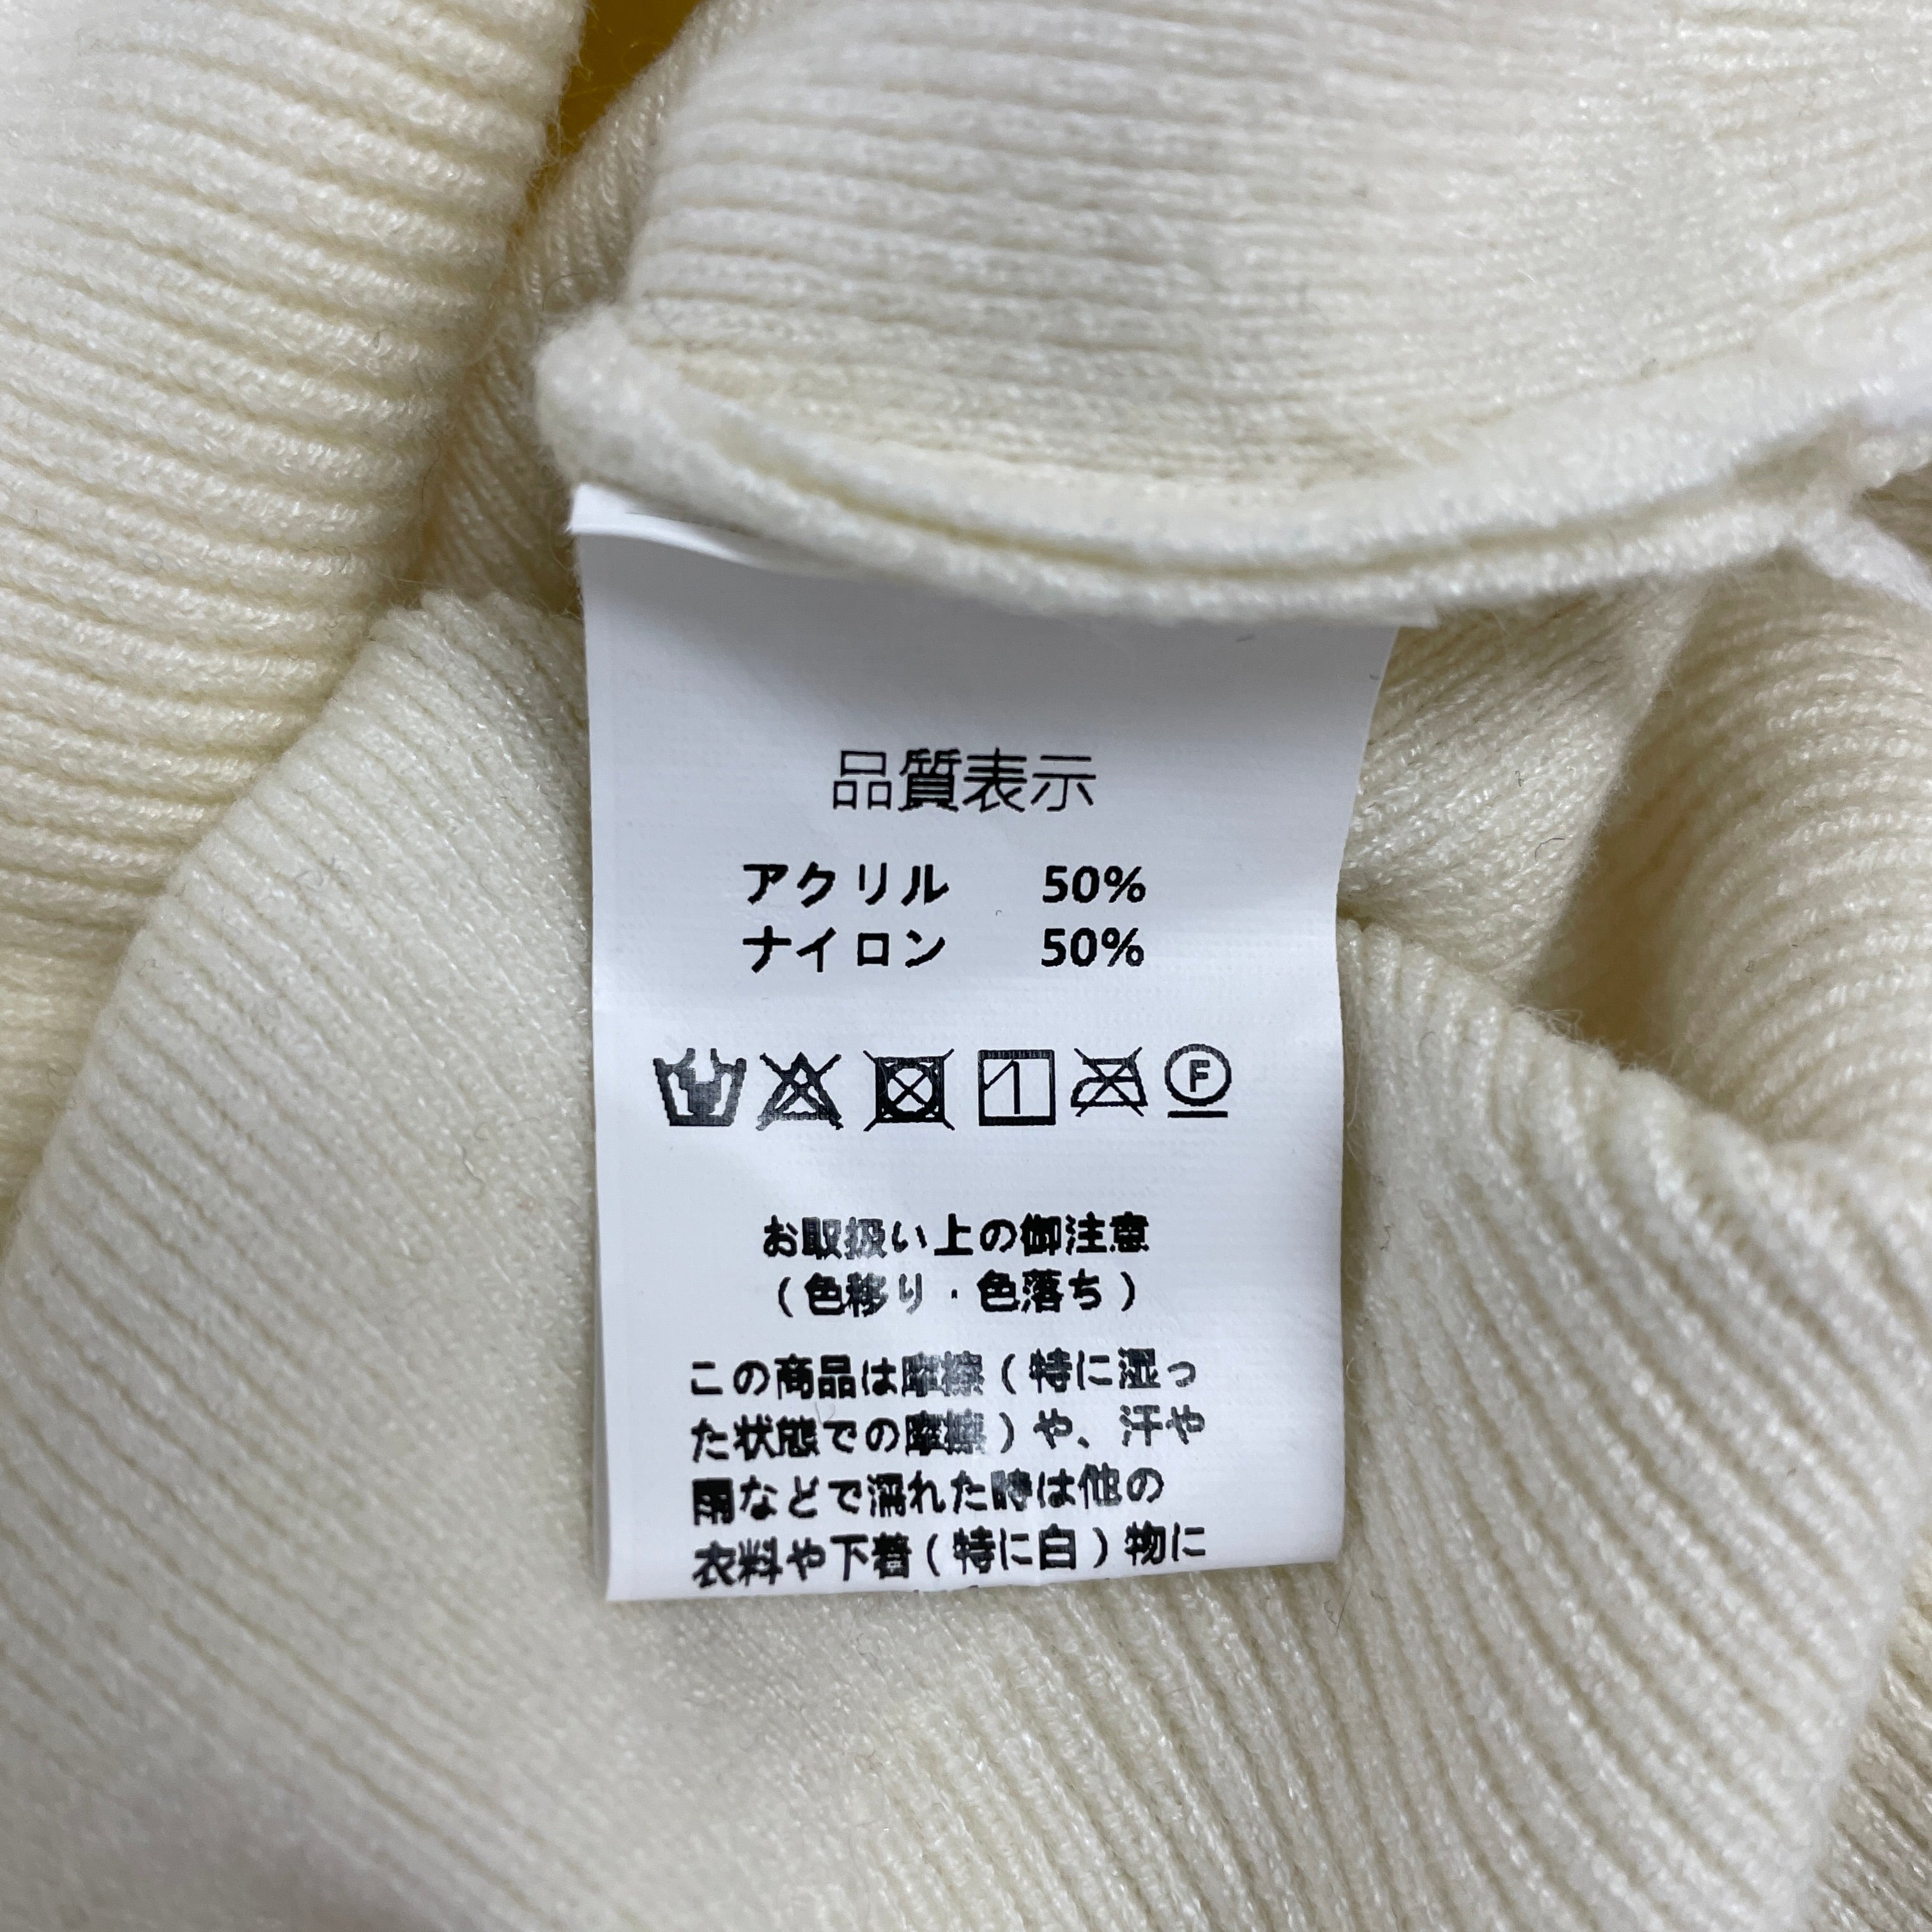 品質表示
アクリル 50%
ナイロン 50%
F
お取扱い上の御注意
(色移り・色落ち)
この商品は摩擦(特に湿っ
た状態での摩擦)や、汗や
雨などで濡れた時は他の
衣料や下着(特に白)物に